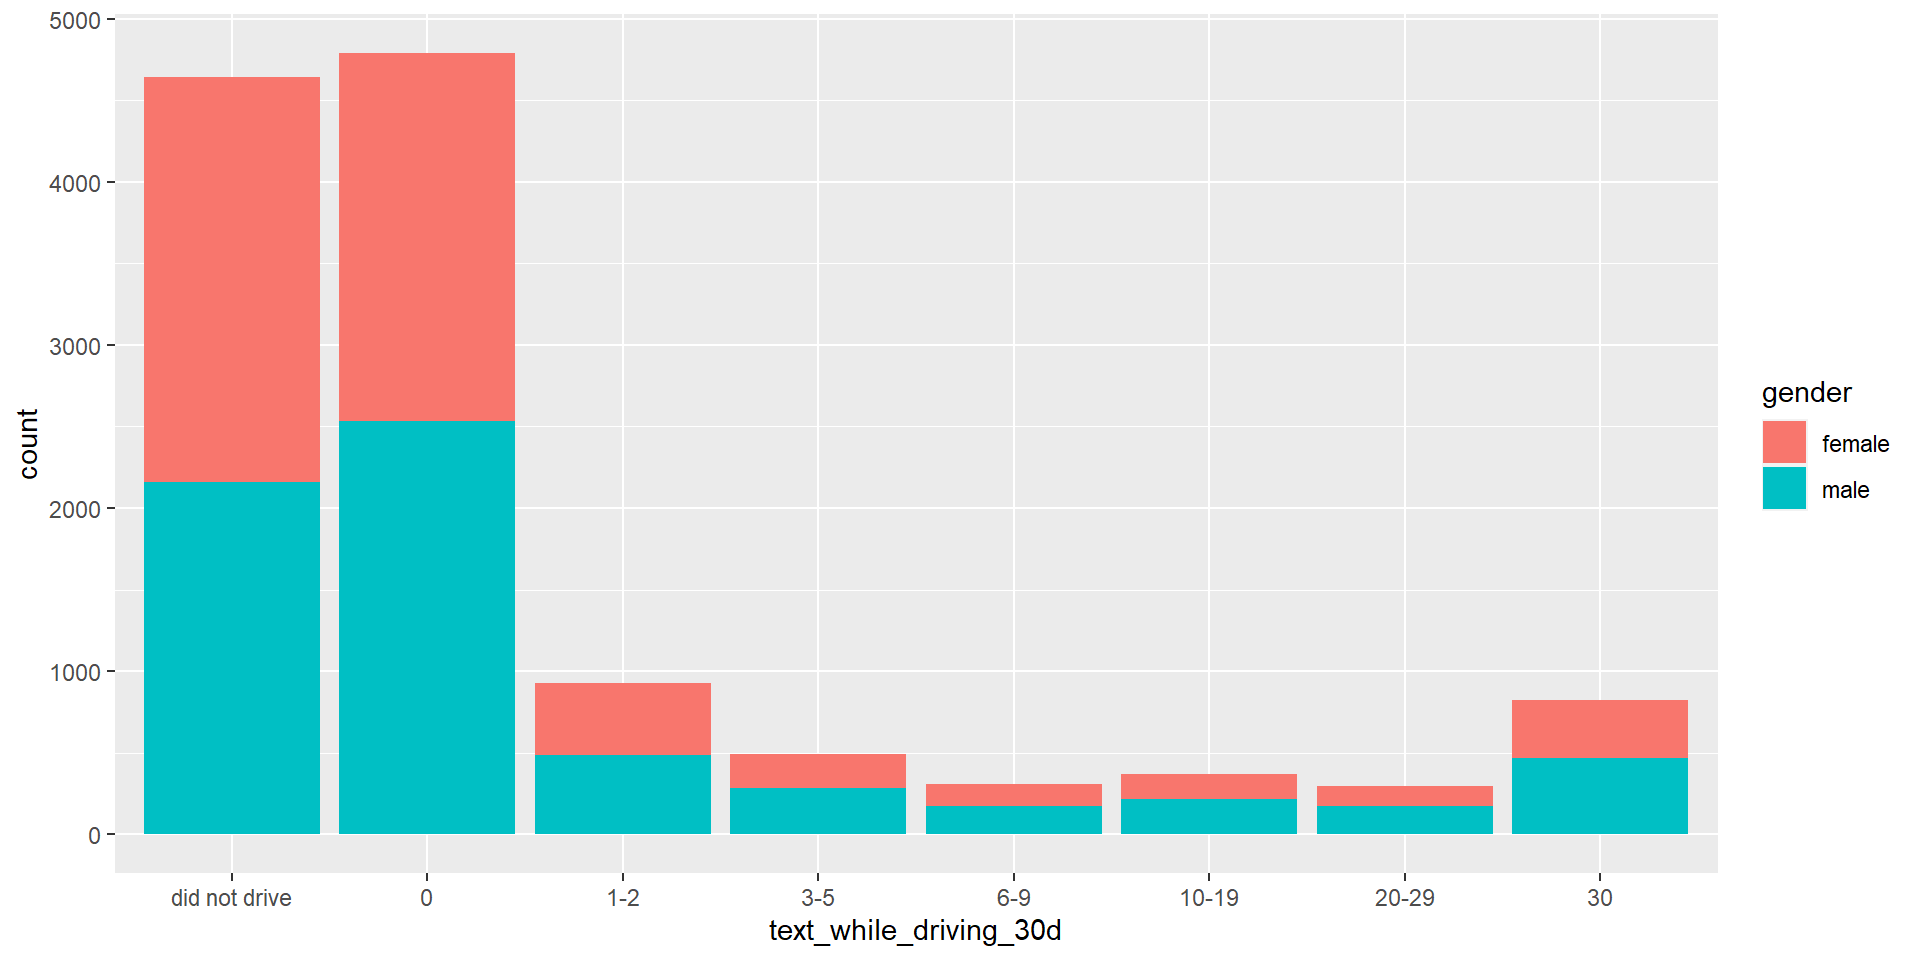 5000
4000
3000
2000
1000
0
count
did not drive 0 1-2 3-5 6-9 10-19 20-29 30
text_while_driving_30d
gender
female
male